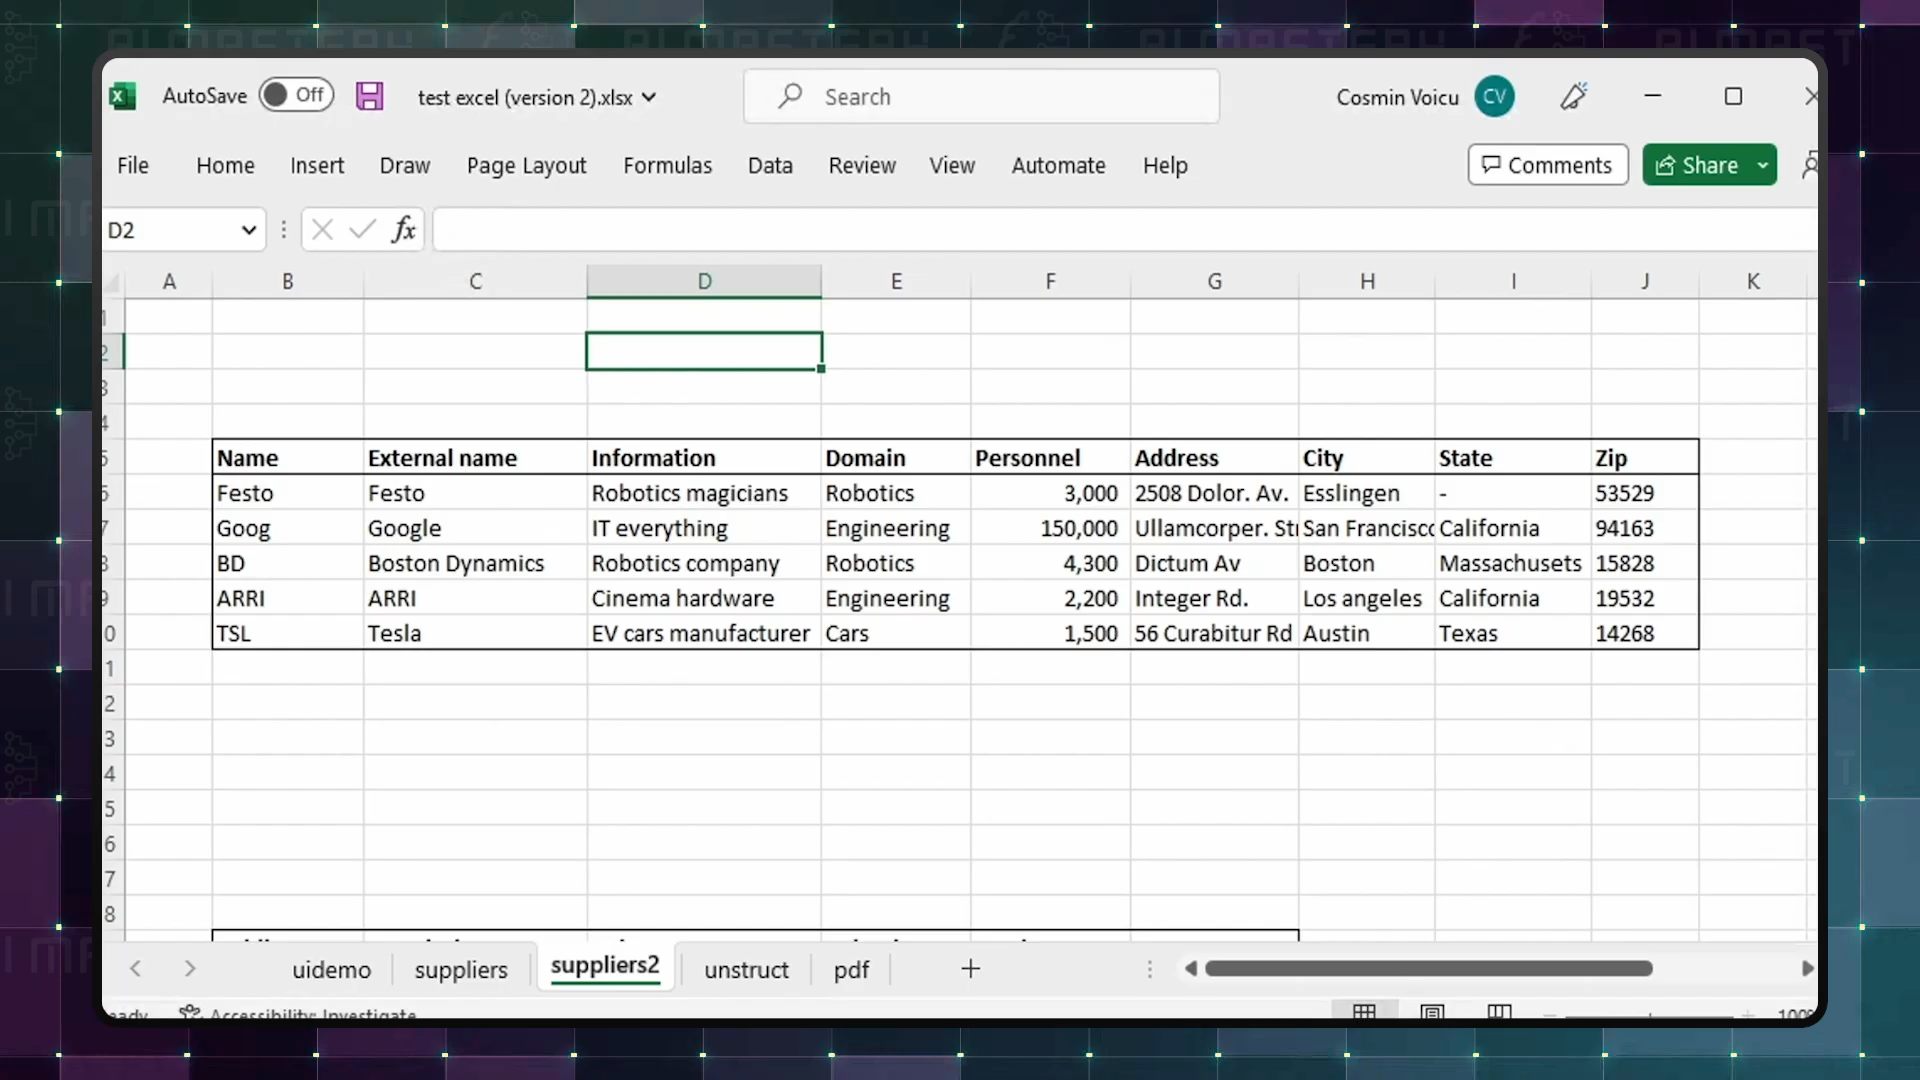 AutoSave Off test excel (version 2).xlsx Search Cosmin Voicu CV
File Home Insert Draw Page Layout Formulas Data Review View Automate Help Comments Share
D2 fx
A B C D E F G H I J K
Name External name Information Domain Personnel Address City State Zip
Festo Festo Robotics magicians Robotics 3,000 2508 Dolor. Av. Esslingen - 53529
Goog Google IT everything Engineering 150,000 Ullamcorper. San Francisco California 94163
BD Boston Dynamics Robotics company Robotics 4,300 Dictum Av Boston Massachusets 15828
ARRI ARRI Cinema hardware Engineering 2,200 Integer Rd. Los angeles California 19532
TSL Tesla EV cars manufacturer Cars 1,500 56 Curabitur Rd Austin Texas 14268
uidemo suppliers suppliers2 unstruct pdf
Accessibility: Investigate